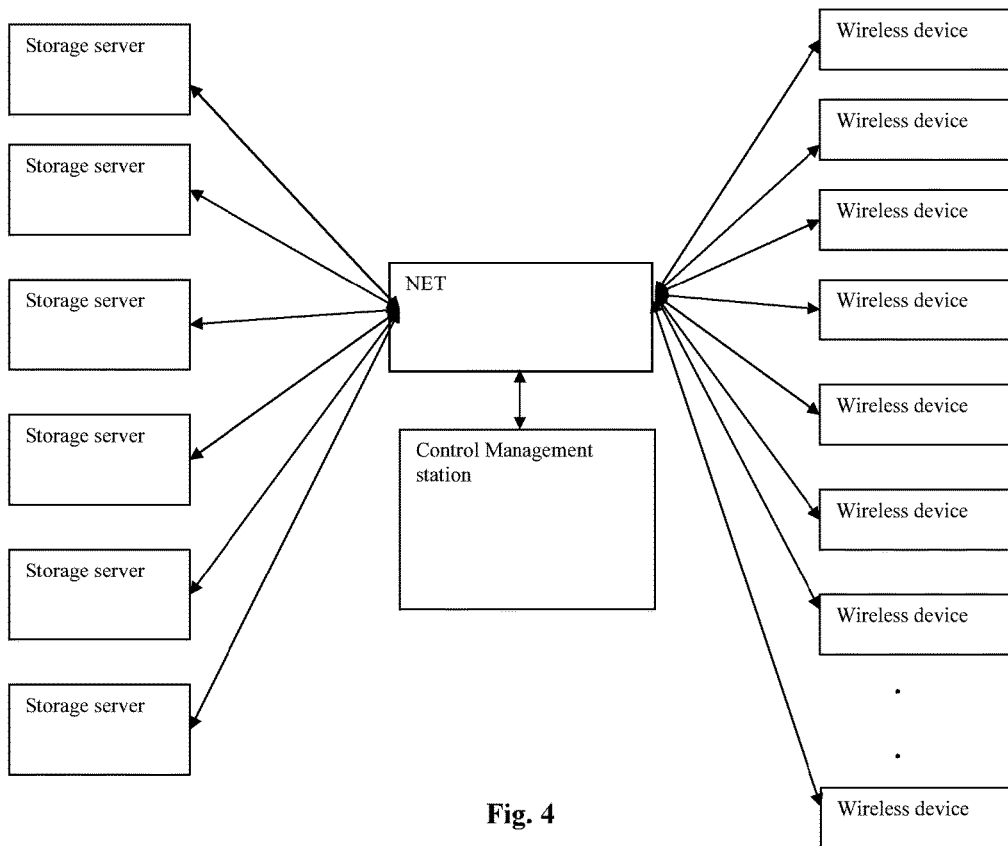 Storage server
Storage server
Storage server
Storage server
Storage server
Storage server
NET
Control Management
station
Wireless device
Wireless device
Wireless device
Wireless device
Wireless device
Wireless device
Wireless device
.
.
Wireless device
Fig. 4